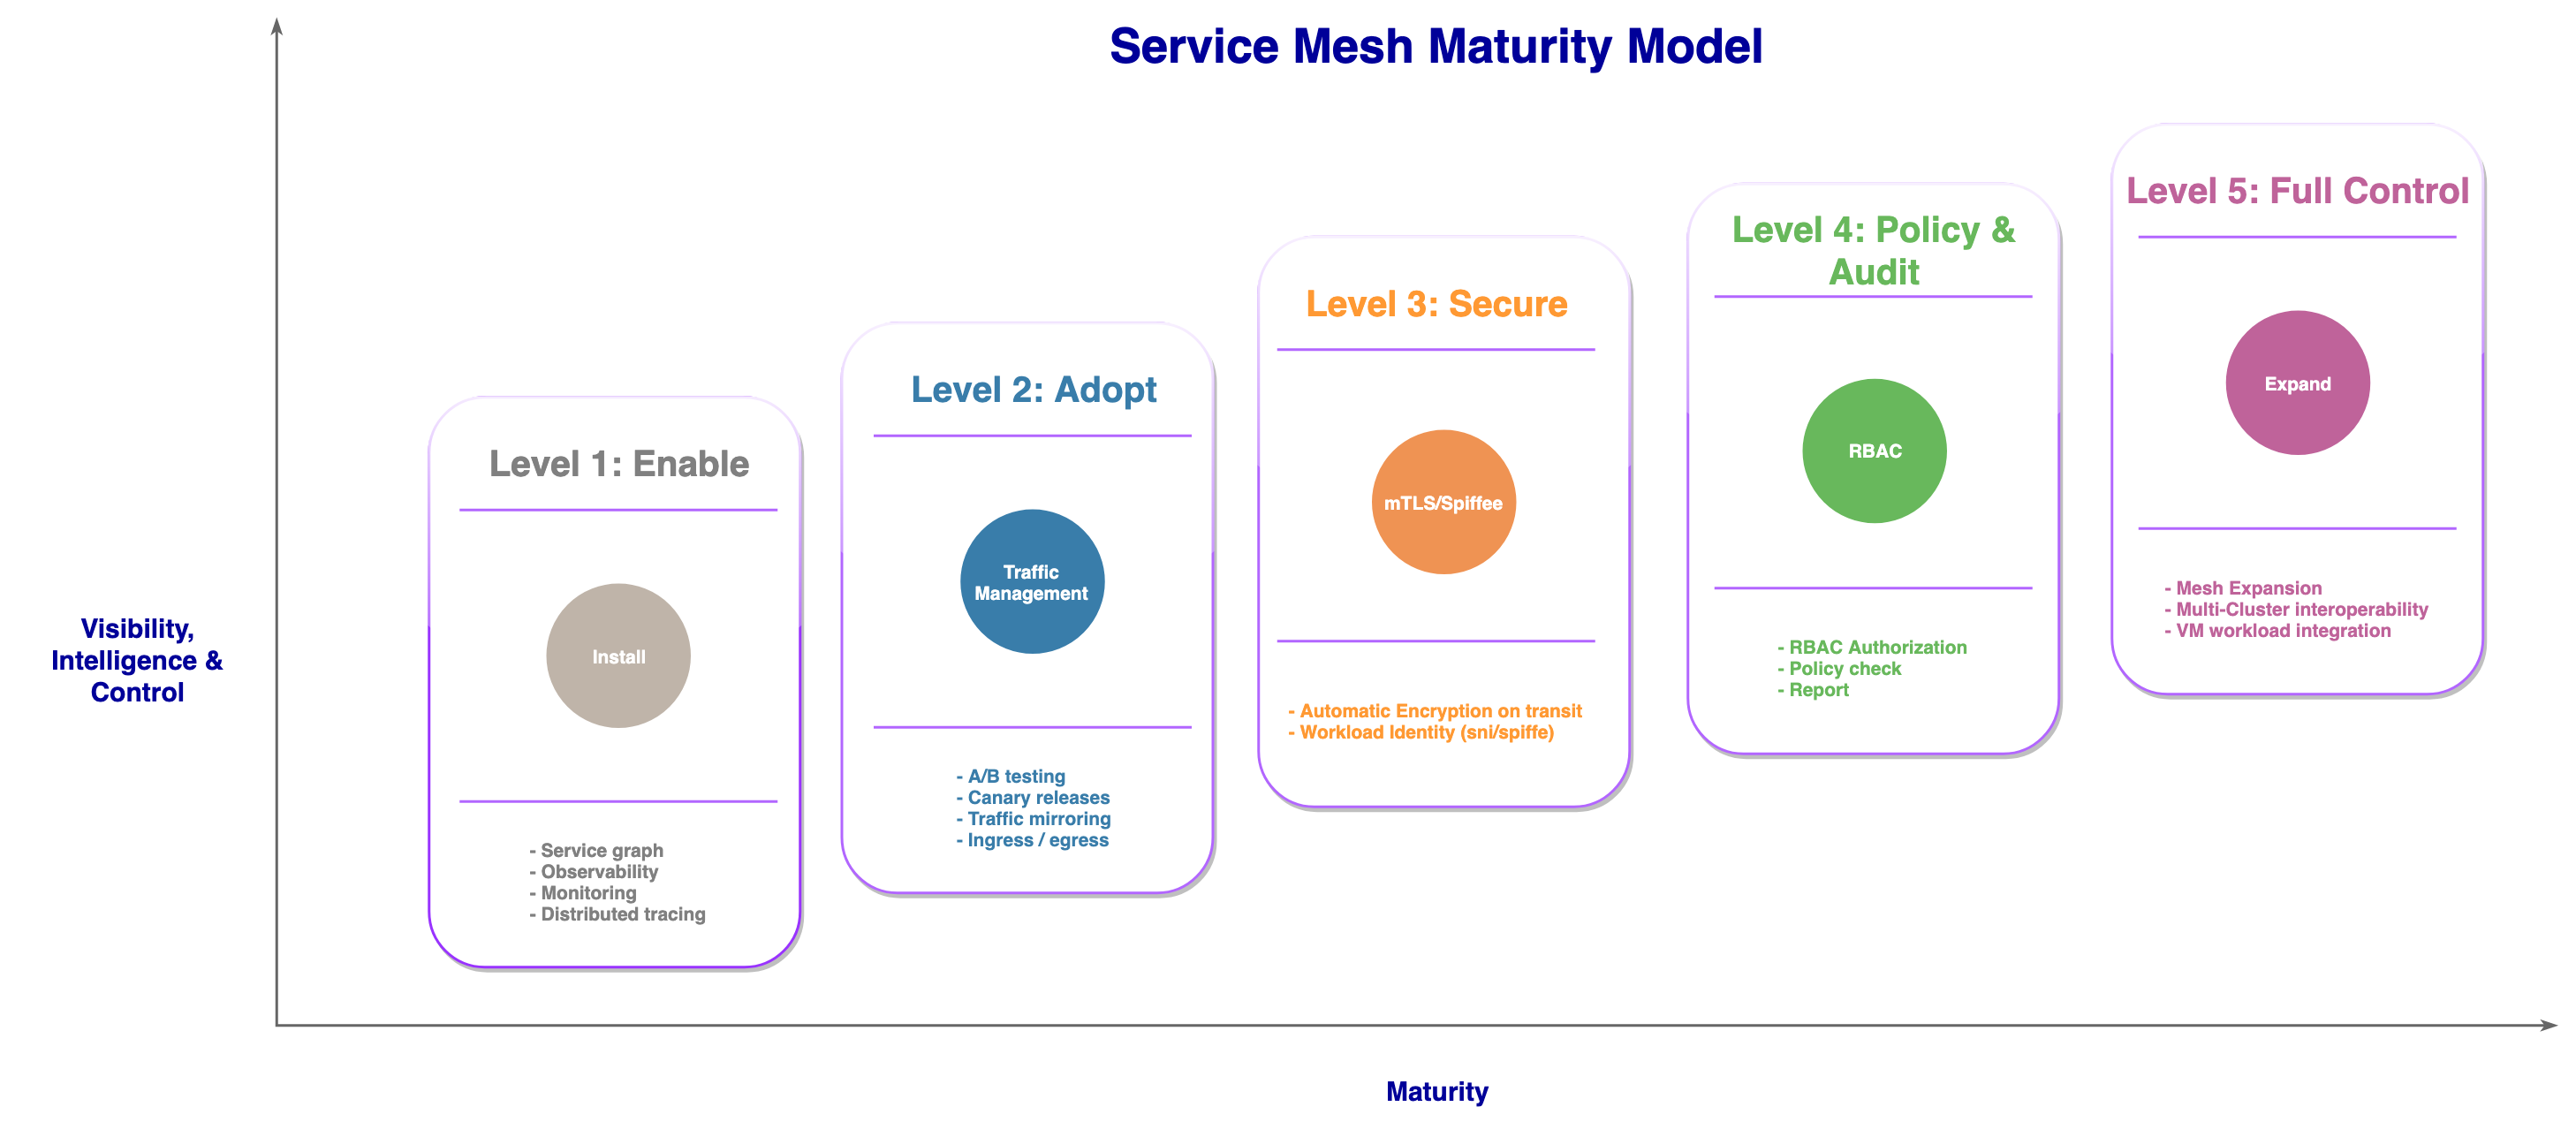 Service Mesh Maturity Model
Visibility,
Intelligence &
Control
Level 1: Enable
Install
- Service graph
- Observability
- Monitoring
- Distributed tracing
Level 2: Adopt
Traffic
Management
- A/B testing
- Canary releases
- Traffic mirroring
- Ingress / egress
Level 3: Secure
mTLS/Spiffee
- Automatic Encryption on transit
- Workload Identity (sni/spiffe)
Level 4: Policy &
Audit
RBAC
- RBAC Authorization
- Policy check
- Report
Level 5: Full Control
Expand
- Mesh Expansion
- Multi-Cluster interoperability
- VM workload integration
Maturity